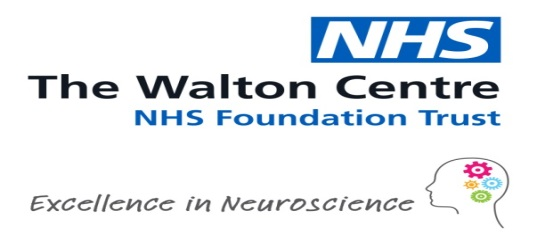 NHS
The Walton Centre
NHS Foundation Trust
Excellence in Neuroscience